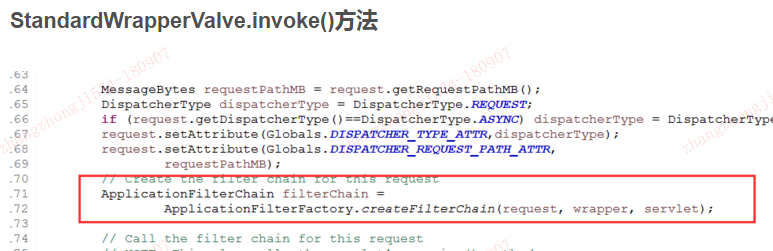 StandardWrapperValve.invoke()方法
.63
.64 MessageBytes requestPathMB = request.getRequestPathMB();
.65 DispatcherType dispatcherType = DispatcherType.REQUEST;
.66 if (request.getDispatcherType()==DispatcherType.ASYNC) dispatcherType = DispatcherType
.67 request.setAttribute(Globals.DISPATCHER_TYPE_ATTR,dispatcherType);
.68 request.setAttribute(Globals.DISPATCHER_REQUEST_PATH_ATTR,
.69 requestPathMB);
.70 // Create the filter chain for this request
.71 ApplicationFilterChain filterChain =
.72 ApplicationFilterFactory.createFilterChain(request, wrapper, servlet);
.73
.74 // Call the filter chain for this request